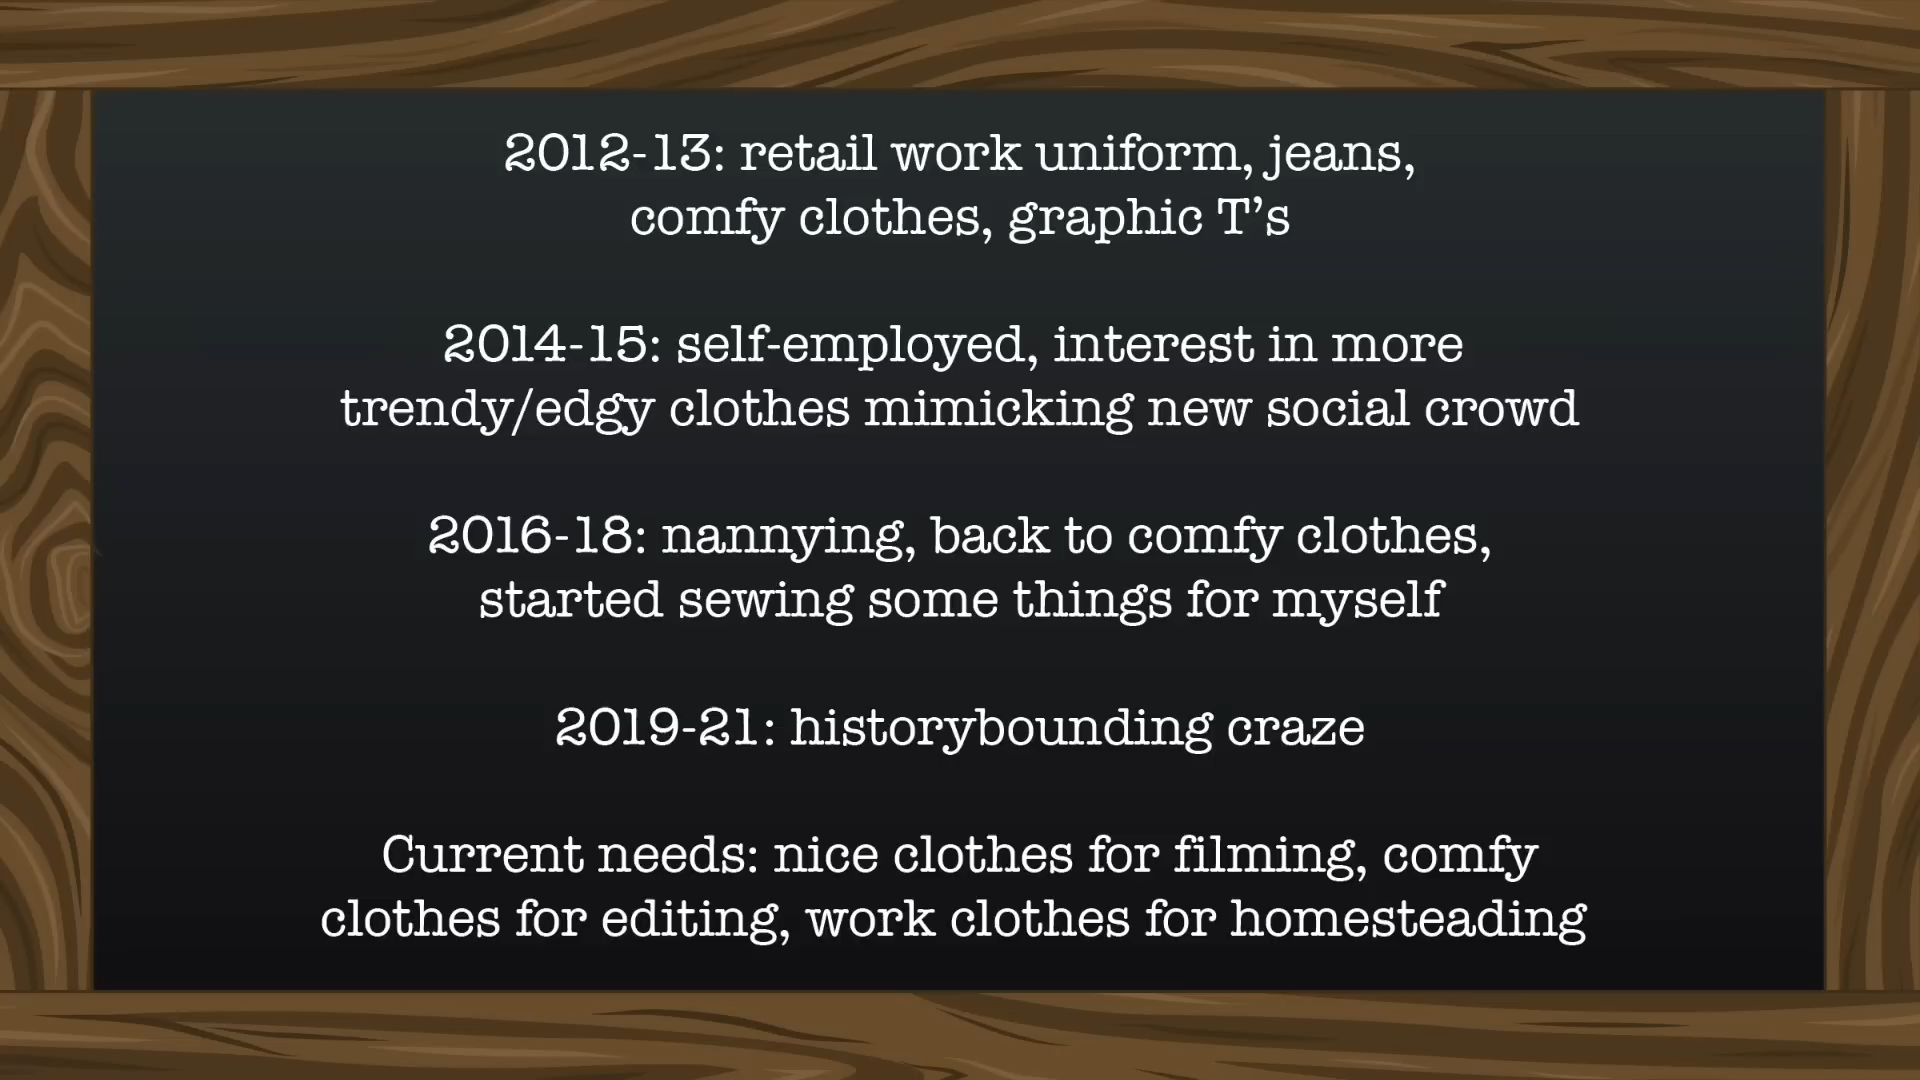 2012-13: retail work uniform, jeans,
comfy clothes, graphic T's
2014-15: self-employed, interest in more
trendy/edgy clothes mimicking new social crowd
2016-18: nannying, back to comfy clothes,
started sewing some things for myself
2019-21: historybounding craze
Current needs: nice clothes for filming, comfy
clothes for editing, work clothes for homesteading